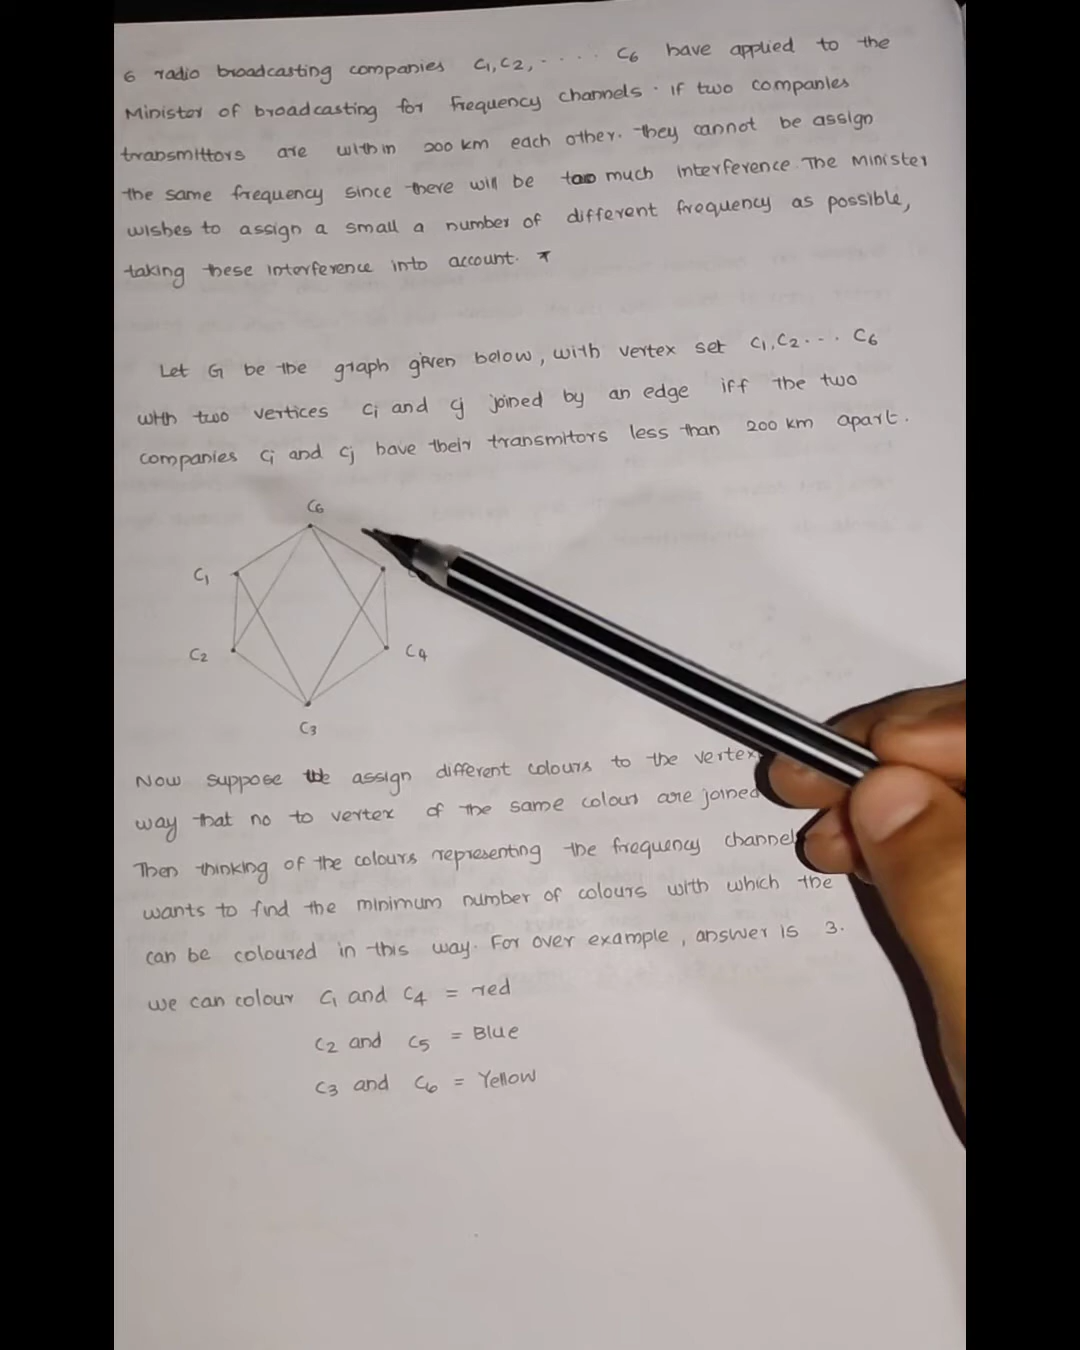 6 radio broadcasting companies C1, C2, ..... C6 have applied to the
Minister of broadcasting for frequency channels. If two companies
transmittors are within 200 km each other. they cannot be assign
the same frequency since there will be too much interference. The Minister
wishes to assign a small a number of different frequency as possible,
taking these interference into account.
Let G be the graph given below, with vertex set C1, C2 ... C6
with two vertices Ci and Cj joined by an edge iff the two
companies Ci and Cj have their transmitors less than 200 km apart.
C6
C1
C2
C4
C3
Now suppose we assign different colours to the vertex
way that no to vertex of the same colour are joined
Then thinking of the colours representing the frequency channel
wants to find the minimum number of colours with which the
can be coloured in this way. For over example, answer is 3.
we can colour C1 and C4 = red
C2 and C5 = Blue
C3 and C6 = Yellow